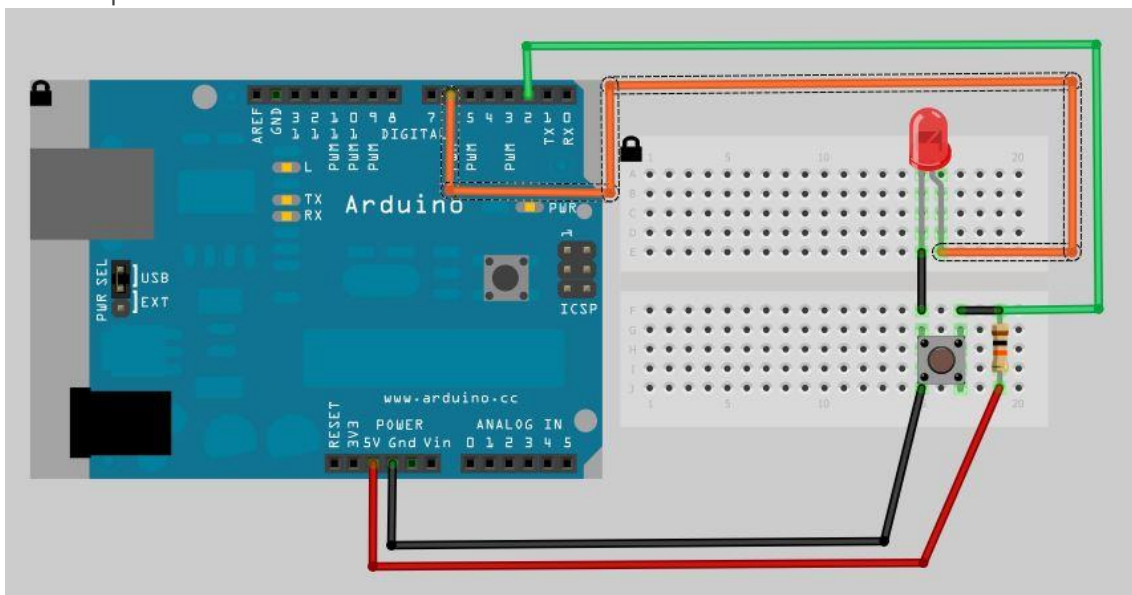 AREF
GND
13
12
PWM 11
PWM 10
PWM 9
8
DIGITAL
7
PWM 5
4
PWM 3
2
TX 1
RX 0
L
TX
RX
Arduino
PWR
1
ICSP
PWR SEL
USB
EXT
www.arduino.cc
POWER
ANALOG IN
RESET
3V3
5V Gnd Vin
0 1 2 3 4 5
1 5 10 20
A
B
C
D
E
F
G
H
I
J
1 5 10 20